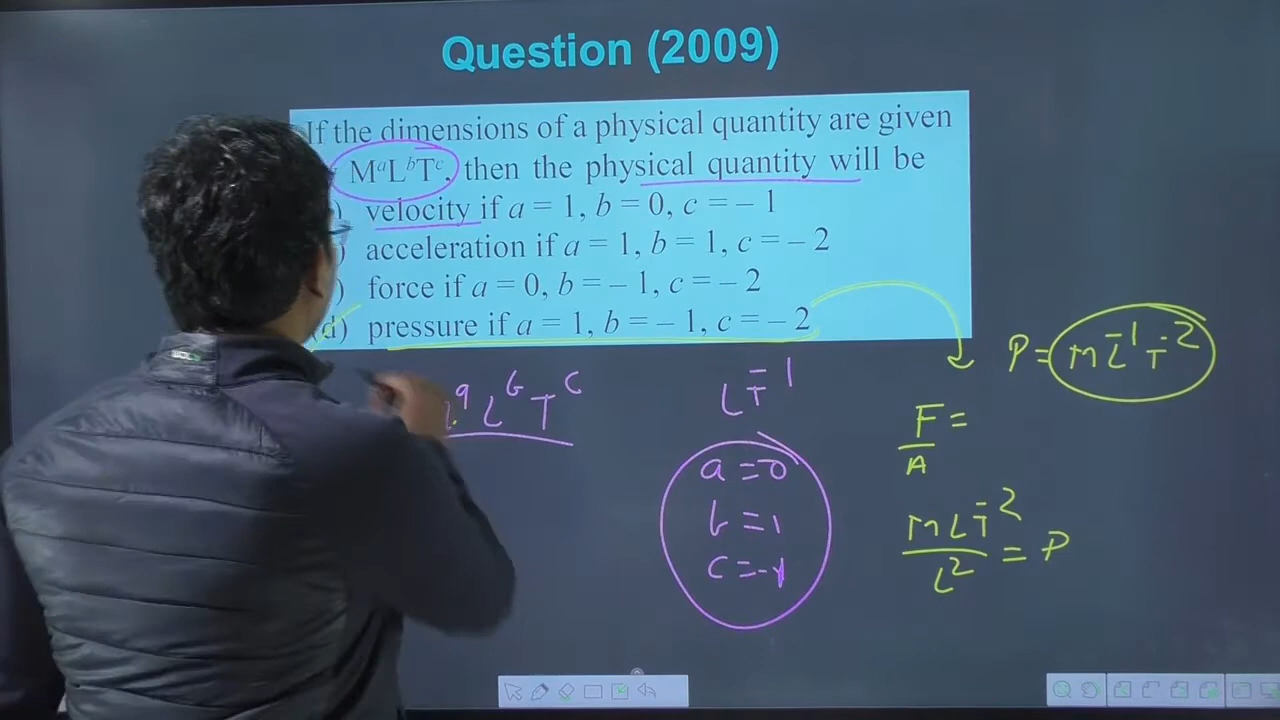 Question (2009)
If the dimensions of a physical quantity are given
MᵃLᵇTᶜ, then the physical quantity will be
) velocity if a = 1, b = 0, c = – 1
) acceleration if a = 1, b = 1, c = – 2
) force if a = 0, b = – 1, c = – 2
(d) pressure if a = 1, b = – 1, c = – 2
P = ML⁻¹T⁻²
LᵇTᶜ
LT⁻¹
F/A =
a = 0
b = 1
c = -1
MLT⁻²/L² = P